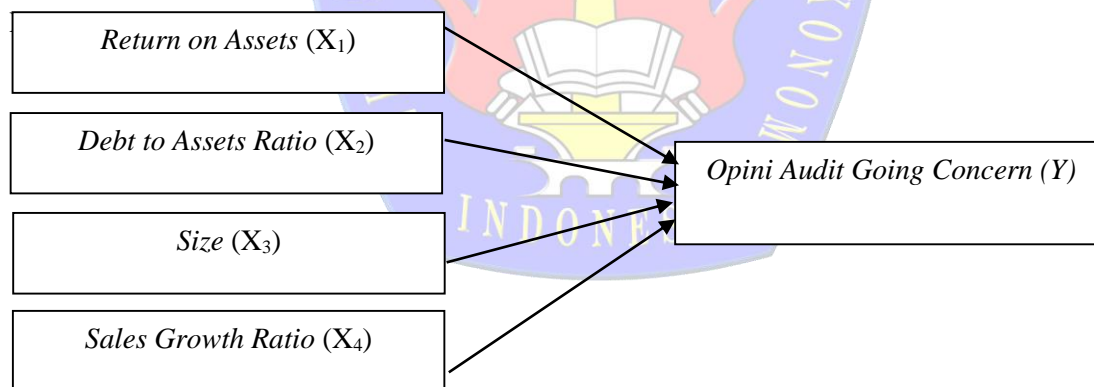 Return on Assets (X₁)
Debt to Assets Ratio (X₂)
Opini Audit Going Concern (Y)
Size (X₃)
Sales Growth Ratio (X₄)